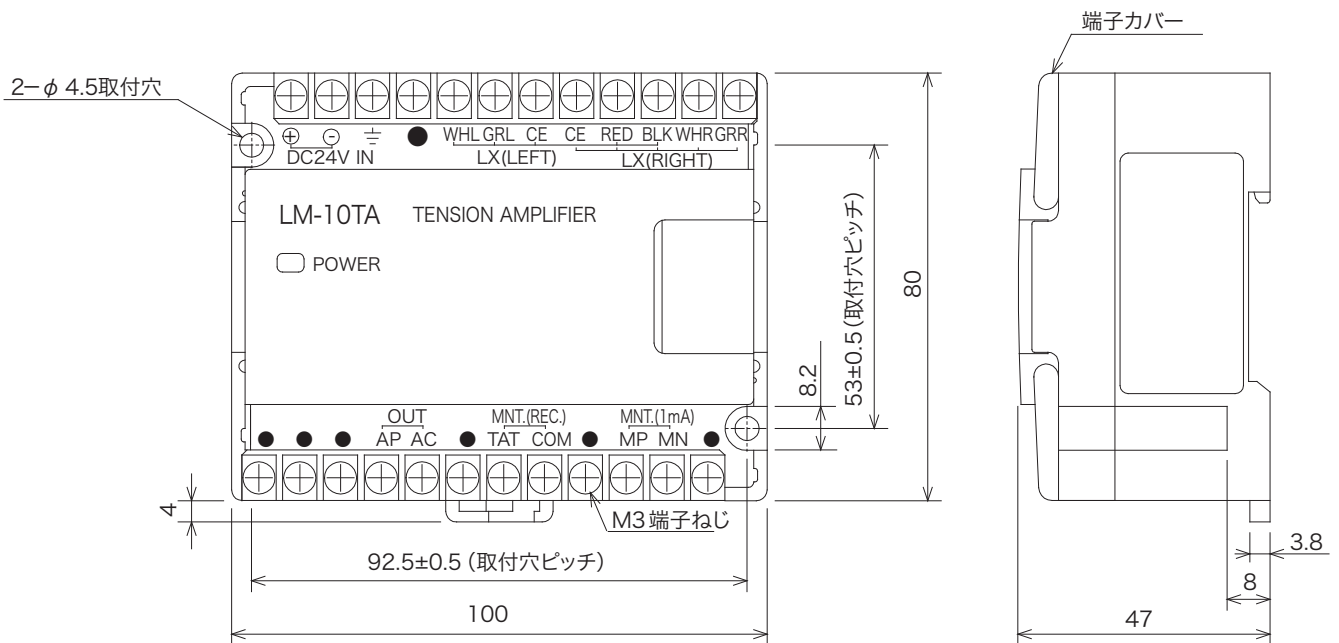 端子カバー
2−φ 4.5取付穴
WHL GRL CE CE RED BLK WHR GRR
DC24V IN LX(LEFT) LX(RIGHT)
LM-10TA TENSION AMPLIFIER
POWER
53±0.5 (取付穴ピッチ)
80
8.2
OUT MNT.(REC.) MNT.(1mA)
AP AC TAT COM MP MN
4
M3 端子ねじ
92.5±0.5 (取付穴ピッチ)
100
3.8
8
47